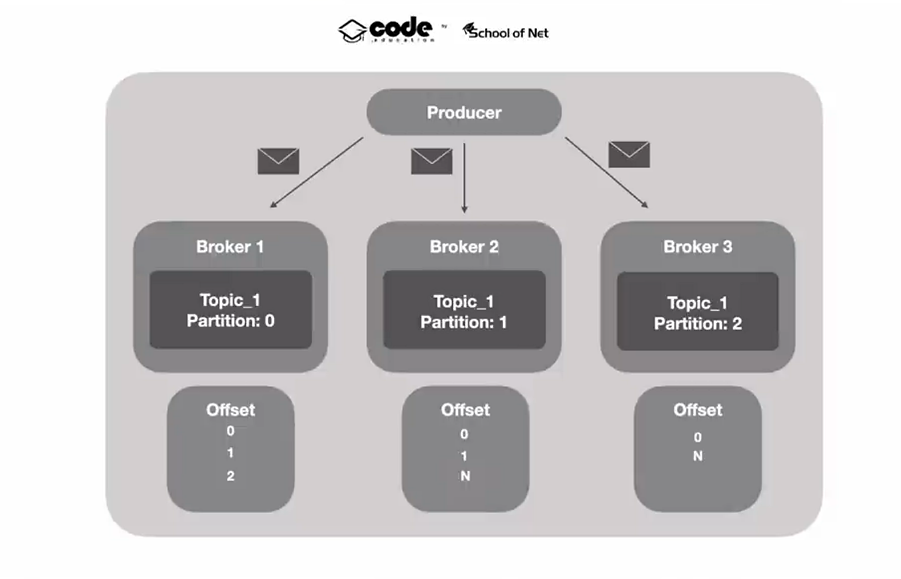 code
.education
by
School of Net
Producer
Broker 1
Topic_1
Partition: 0
Broker 2
Topic_1
Partition: 1
Broker 3
Topic_1
Partition: 2
Offset
0
1
2
Offset
0
1
N
Offset
0
N